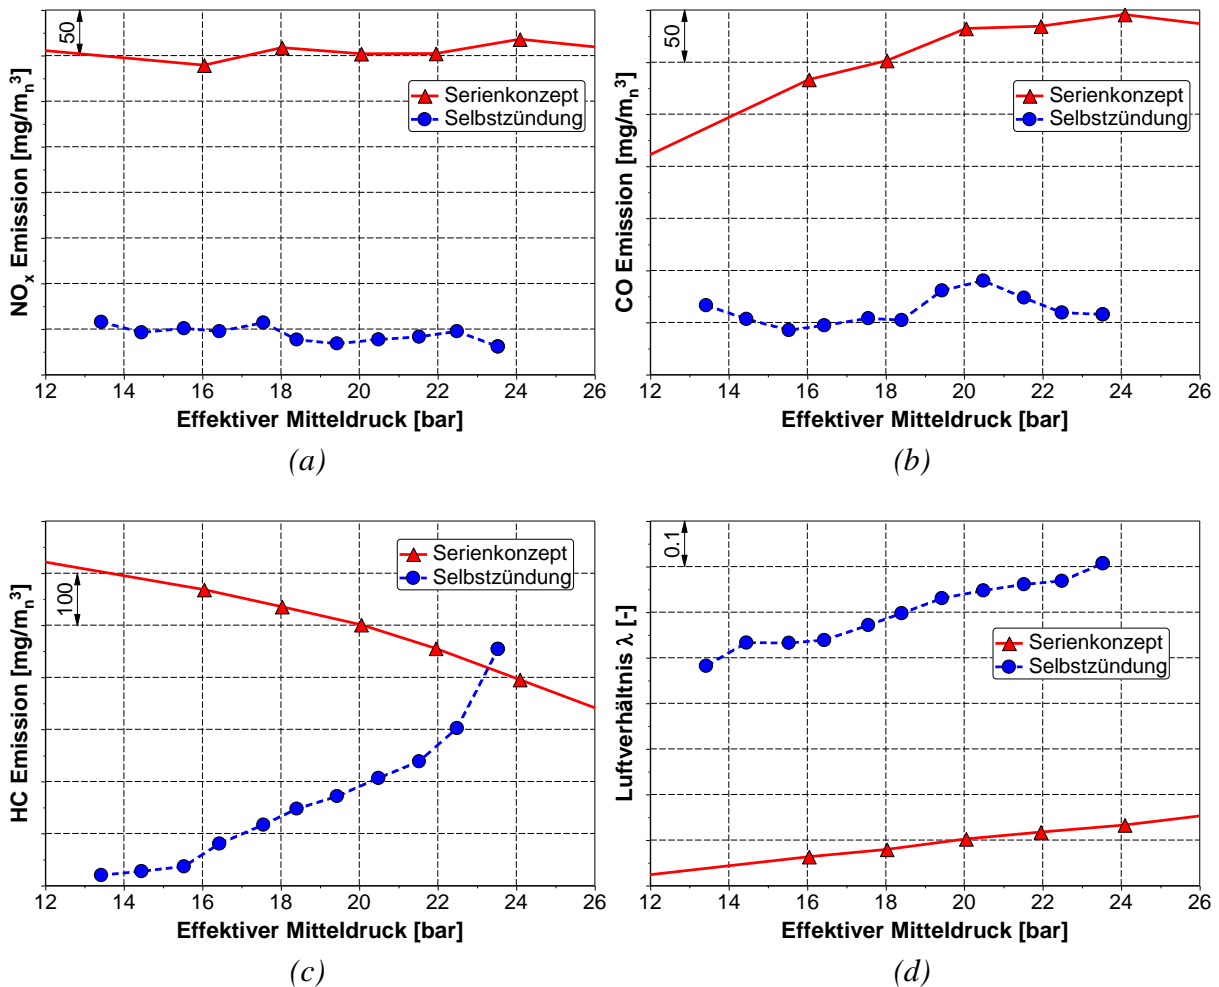 50
NOx Emission [mg/mn3]
Serienkonzept
Selbstzündung
12 14 16 18 20 22 24 26
Effektiver Mitteldruck [bar]
(a)
50
CO Emission [mg/mn3]
Serienkonzept
Selbstzündung
12 14 16 18 20 22 24 26
Effektiver Mitteldruck [bar]
(b)
100
HC Emission [mg/mn3]
Serienkonzept
Selbstzündung
12 14 16 18 20 22 24 26
Effektiver Mitteldruck [bar]
(c)
0.1
Luftverhältnis λ [-]
Serienkonzept
Selbstzündung
12 14 16 18 20 22 24 26
Effektiver Mitteldruck [bar]
(d)